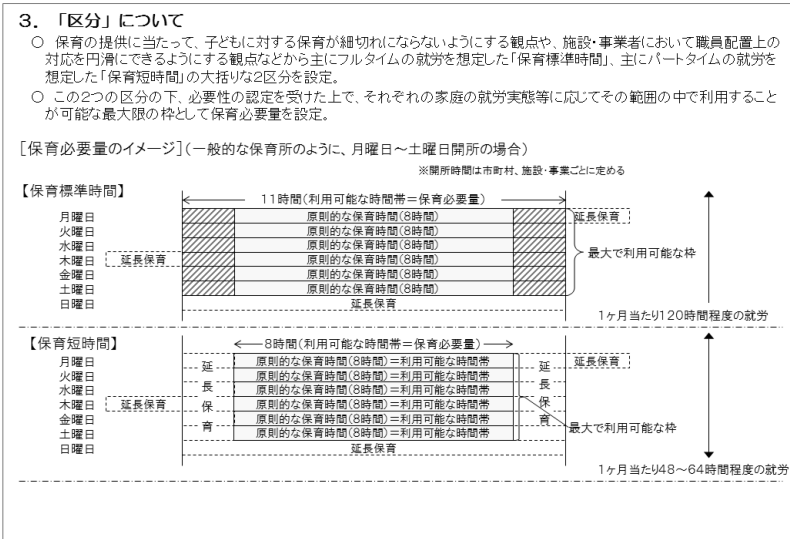 3. 「区分」について
○ 保育の提供に当たって、子どもに対する保育が細切れにならないようにする観点や、施設・事業者において職員配置上の
対応を円滑にできるようにする観点などから主にフルタイムの就労を想定した「保育標準時間」、主にパートタイムの就労を
想定した「保育短時間」の大括りな2区分を設定。
○ この2つの区分の下、必要性の認定を受けた上で、それぞれの家庭の就労実態等に応じてその範囲の中で利用すること
が可能な最大限の枠として保育必要量を設定。
[保育必要量のイメージ](一般的な保育所のように、月曜日～土曜日開所の場合)
※開所時間は市町村、施設・事業ごとに定める
【保育標準時間】
11時間(利用可能な時間帯=保育必要量)
月曜日 原則的な保育時間(8時間) 延長保育
火曜日 原則的な保育時間(8時間)
水曜日 原則的な保育時間(8時間)
木曜日 延長保育 原則的な保育時間(8時間) 最大で利用可能な枠
金曜日 原則的な保育時間(8時間)
土曜日 原則的な保育時間(8時間)
日曜日 延長保育
1ヶ月当たり120時間程度の就労
【保育短時間】
8時間(利用可能な時間帯=保育必要量)
月曜日 延 原則的な保育時間(8時間)=利用可能な時間帯 延 延長保育
火曜日 原則的な保育時間(8時間)=利用可能な時間帯
水曜日 長 原則的な保育時間(8時間)=利用可能な時間帯 長
木曜日 延長保育 保 原則的な保育時間(8時間)=利用可能な時間帯 保
金曜日 育 原則的な保育時間(8時間)=利用可能な時間帯 育
土曜日 原則的な保育時間(8時間)=利用可能な時間帯 最大で利用可能な枠
日曜日 延長保育
1ヶ月当たり48～64時間程度の就労